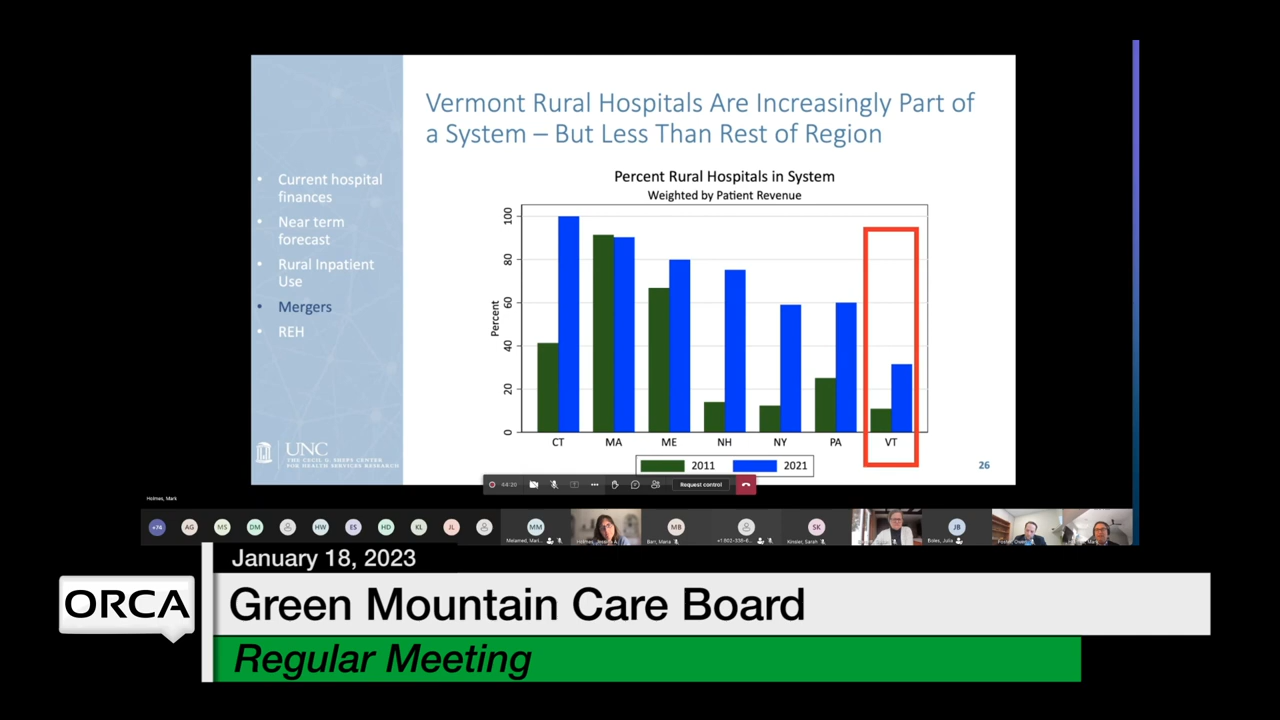 Vermont Rural Hospitals Are Increasingly Part of
a System – But Less Than Rest of Region
• Current hospital
finances
• Near term
forecast
• Rural Inpatient
Use
• Mergers
• REH
Percent Rural Hospitals in System
Weighted by Patient Revenue
Percent
100
80
60
40
20
0
CT MA ME NH NY PA VT
2011 2021
UNC
THE CECIL G. SHEPS CENTER
FOR HEALTH SERVICES RESEARCH
26
44:20
Request control
Holmes, Mark
+74 AG MS DM HW ES HD KL JL MM MB SK JB
Melamed, Mari...
Holmes, Jessica A
Barr, Maria
+1 802-338-6...
Kinsler, Sarah
Boles, Julia
January 18, 2023
ORCA
Green Mountain Care Board
Regular Meeting